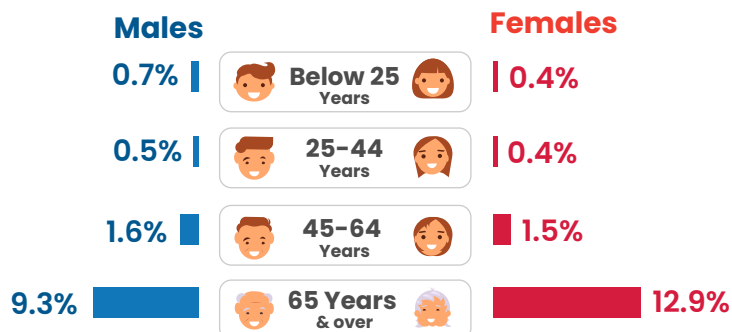 Males Females
0.7% Below 25 0.4%
Years
0.5% 25-44 0.4%
Years
1.6% 45-64 1.5%
Years
9.3% 65 Years 12.9%
& over